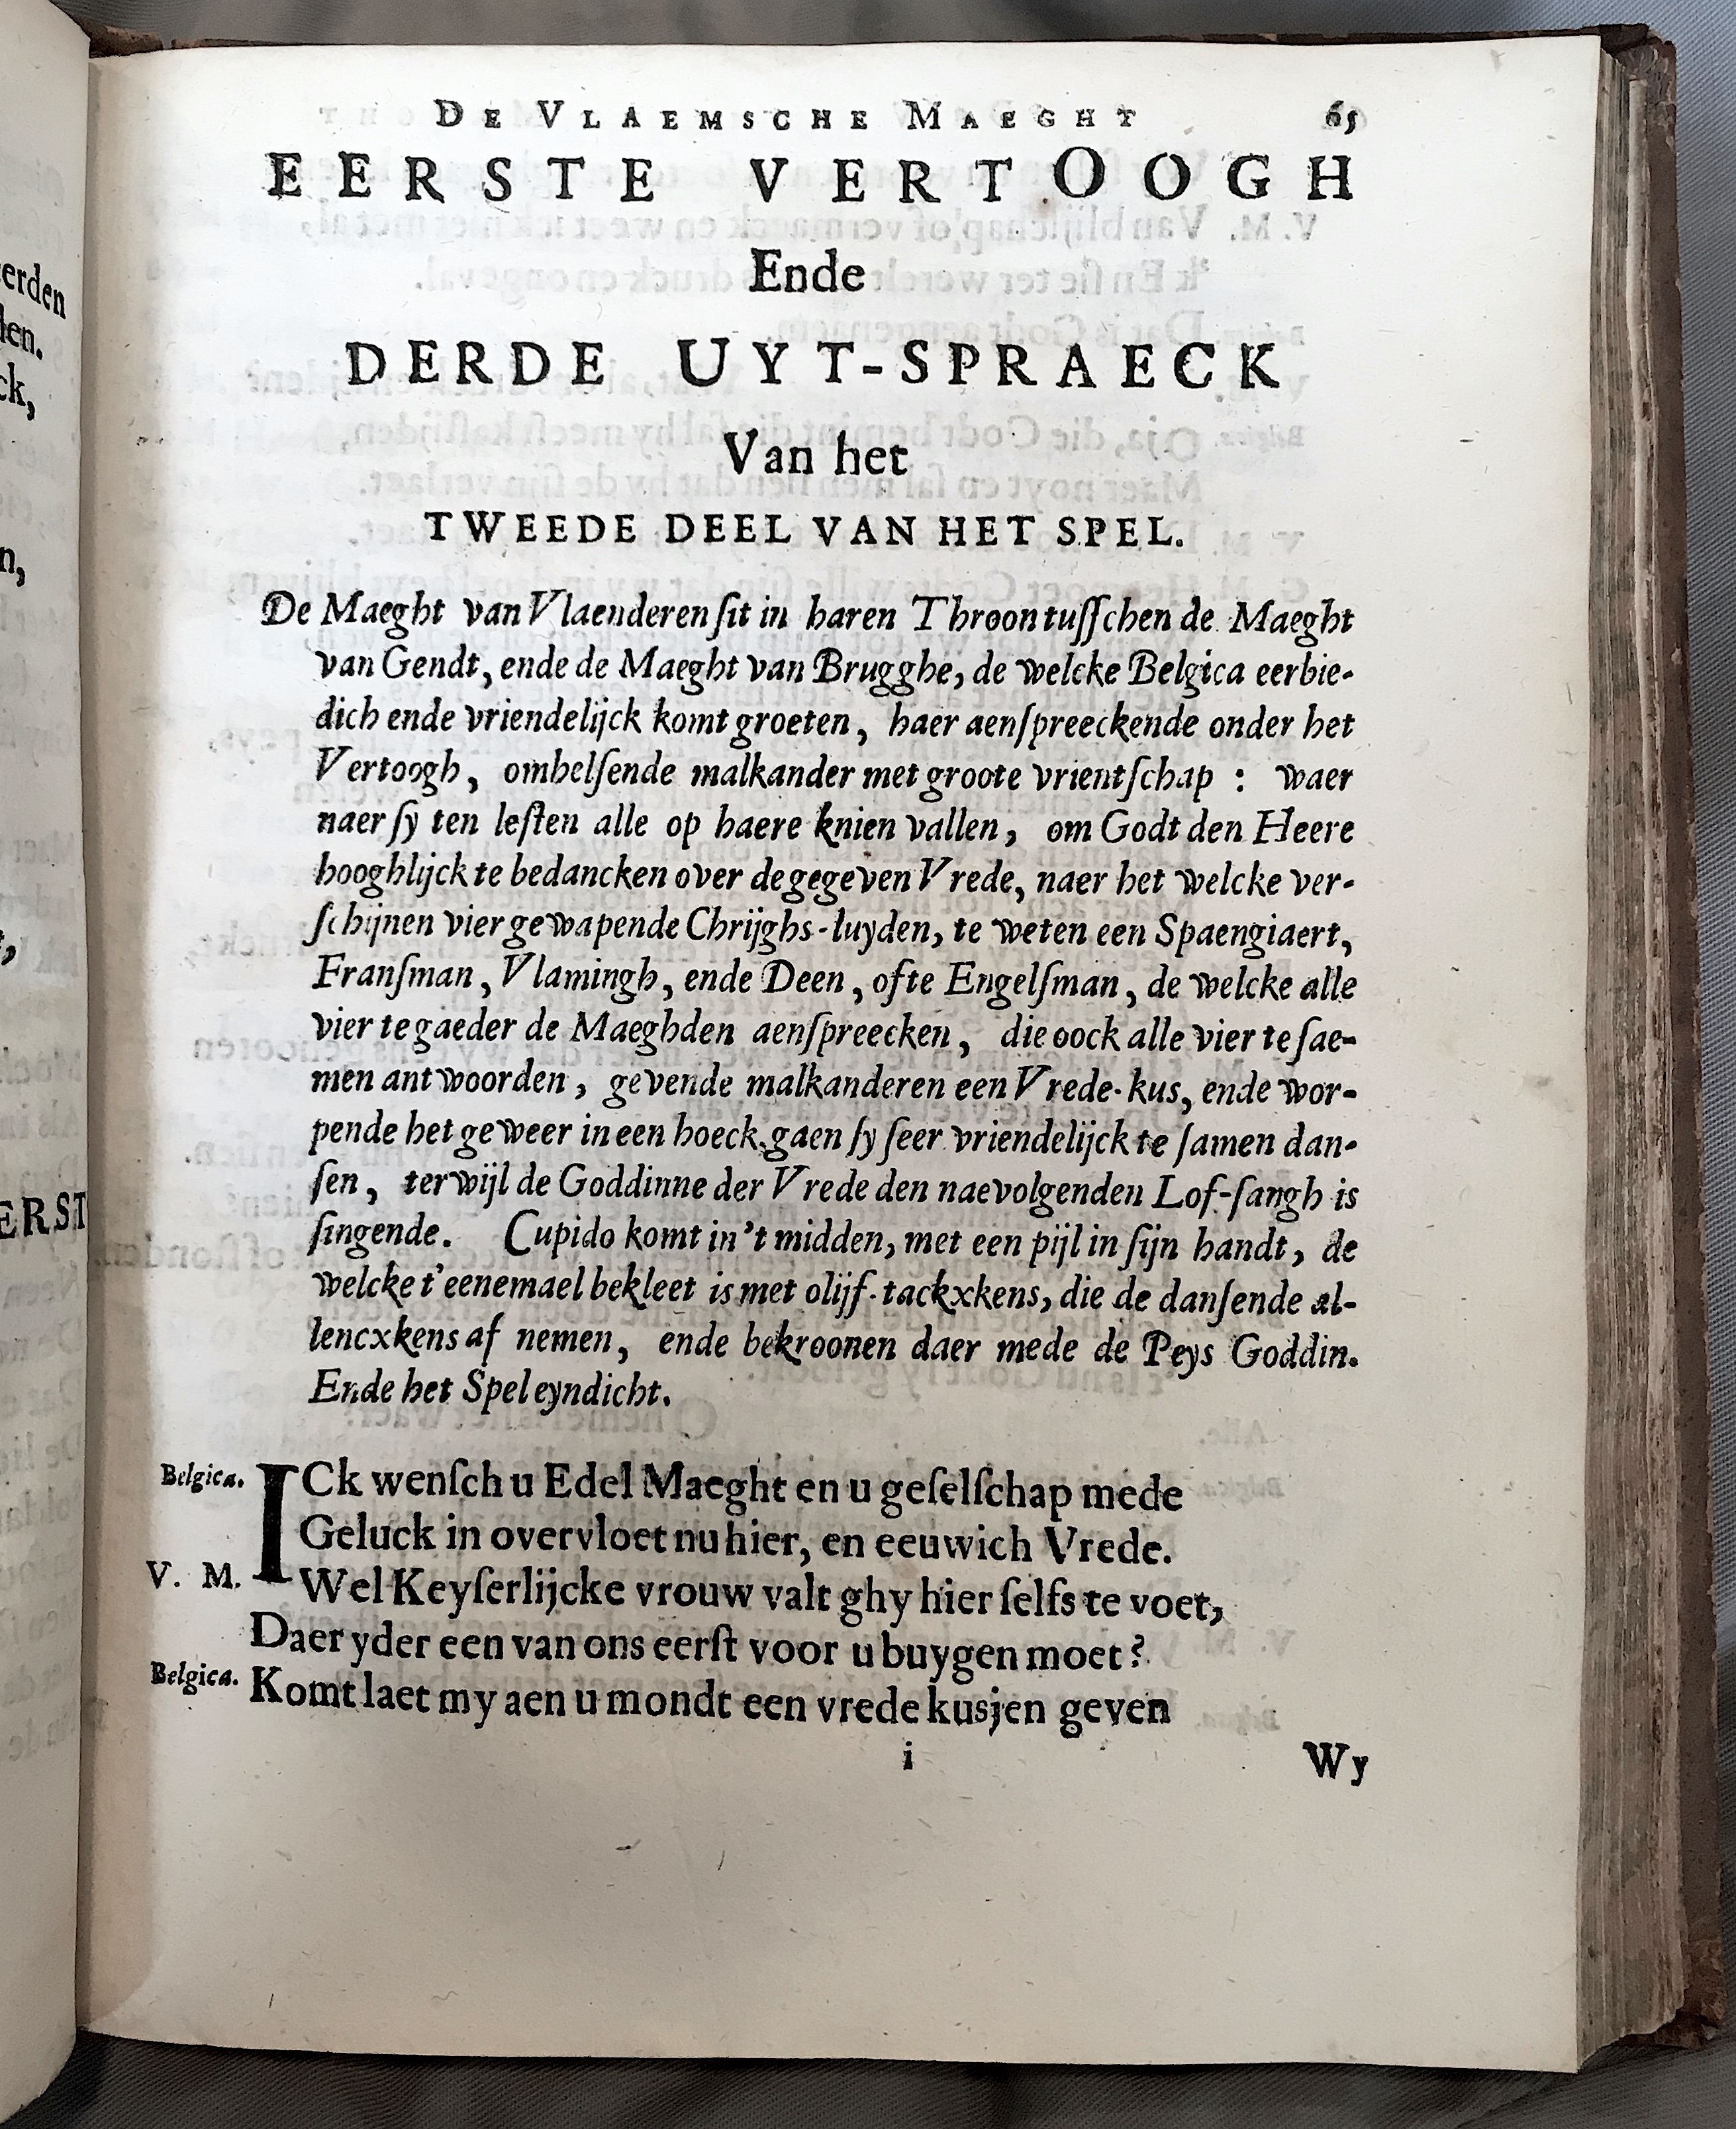 De Vlaemsche Maeght 65
EERSTE VERTOOGH
Ende
DERDE UYT-SPRAECK
Van het
TWEEDE DEEL VAN HET SPEL.
De Maeght van Vlaenderen ſit in haren Throon tuſſchen de Maeght
van Gendt, ende de Maeght van Brugghe, de welcke Belgica eerbie-
dich ende vriendelijck komt groeten, haer aenſpreeckende onder het
Vertoogh, omhelſende malkander met groote vrientſchap : waer
naer ſy ten leſten alle op haere knien vallen, om Godt den Heere
hooghlijck te bedancken over de gegeven Vrede, naer het welcke ver-
ſchijnen vier gewapende Chrijghs-luyden, te weten een Spaengiaert,
Franſman, Vlamingh, ende Deen, ofte Engelſman, de welcke alle
vier te gaeder de Maeghden aenſpreecken, die oock alle vier te ſae-
men antwoorden, gevende malkanderen een Vrede-kus, ende wor-
pende het geweer in een hoeck, gaen ſy ſeer vriendelijck te ſamen dan-
ſen, terwijl de Goddinne der Vrede den naevolgenden Lof-ſangh is
ſingende. Cupido komt in't midden, met een pijl in ſijn handt, de
welcke t'eenemael bekleet is met olijf-tackxkens, die de danſende al-
lencxkens af nemen, ende bekroonen daer mede de Peys Goddin.
Ende het Spel eyndicht.
Belgica. ICk wenſch u Edel Maeght en u geſelſchap mede
Geluck in overvloet nu hier, en eeuwich Vrede.
V. M. Wel Keyſerlijcke vrouw valt ghy hier ſelfs te voet,
Daer yder een van ons eerſt voor u buygen moet?
Belgica. Komt laet my aen u mondt een vrede kusjen geven
i Wy